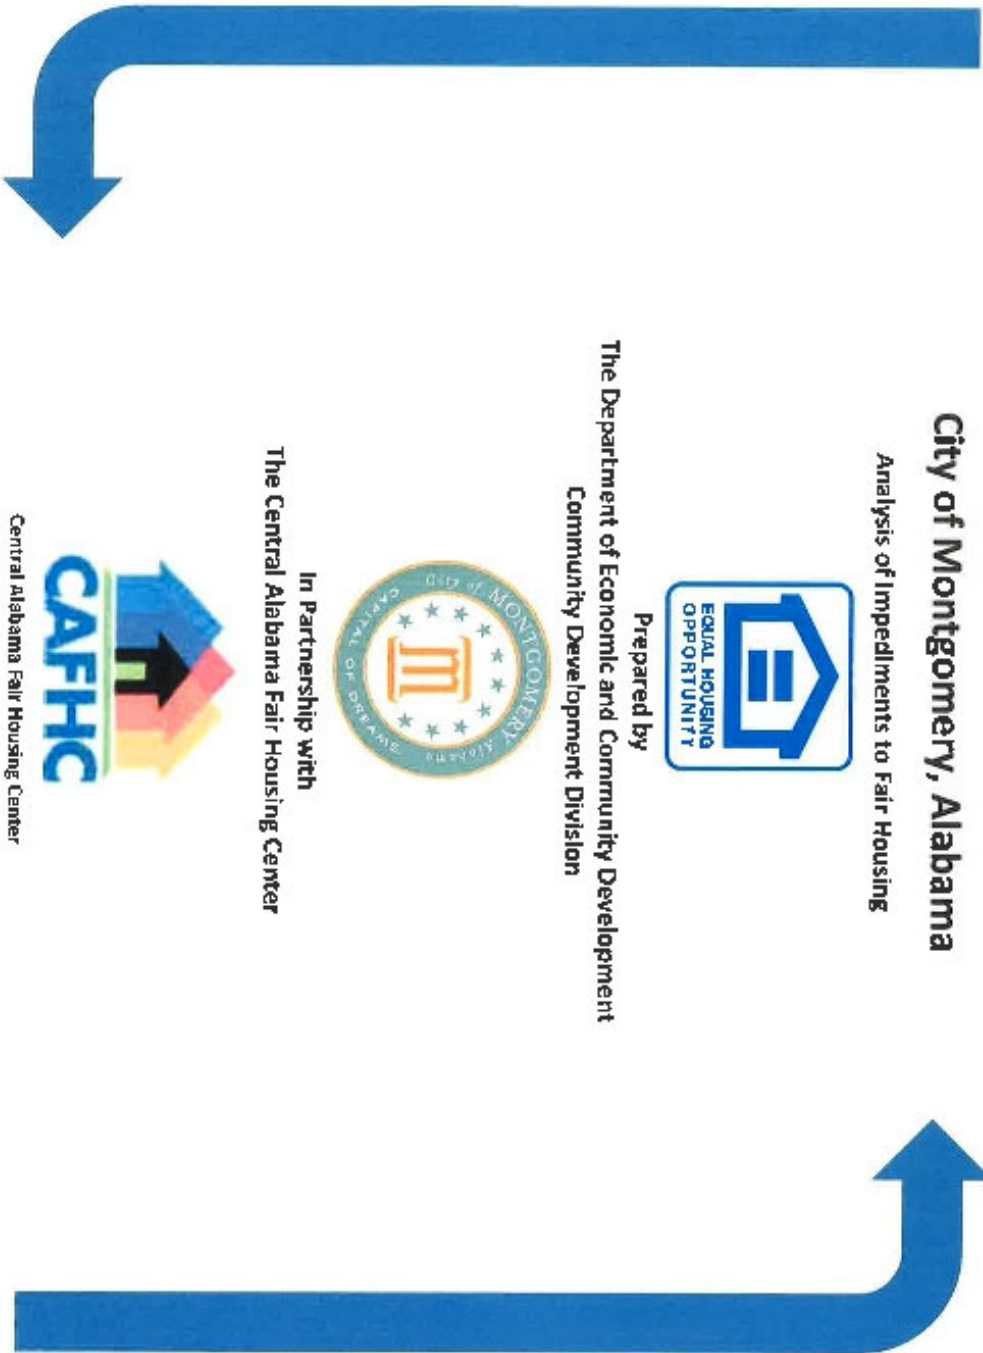 City of Montgomery, Alabama
Analysis of Impediments to Fair Housing
EQUAL HOUSING
OPPORTUNITY
Prepared by
The Department of Economic and Community Development
Community Development Division
City of MONTGOMERY Alabama
CAPITAL OF DREAMS
m
In Partnership with
The Central Alabama Fair Housing Center
CAFHC
Central Alabama Fair Housing Center